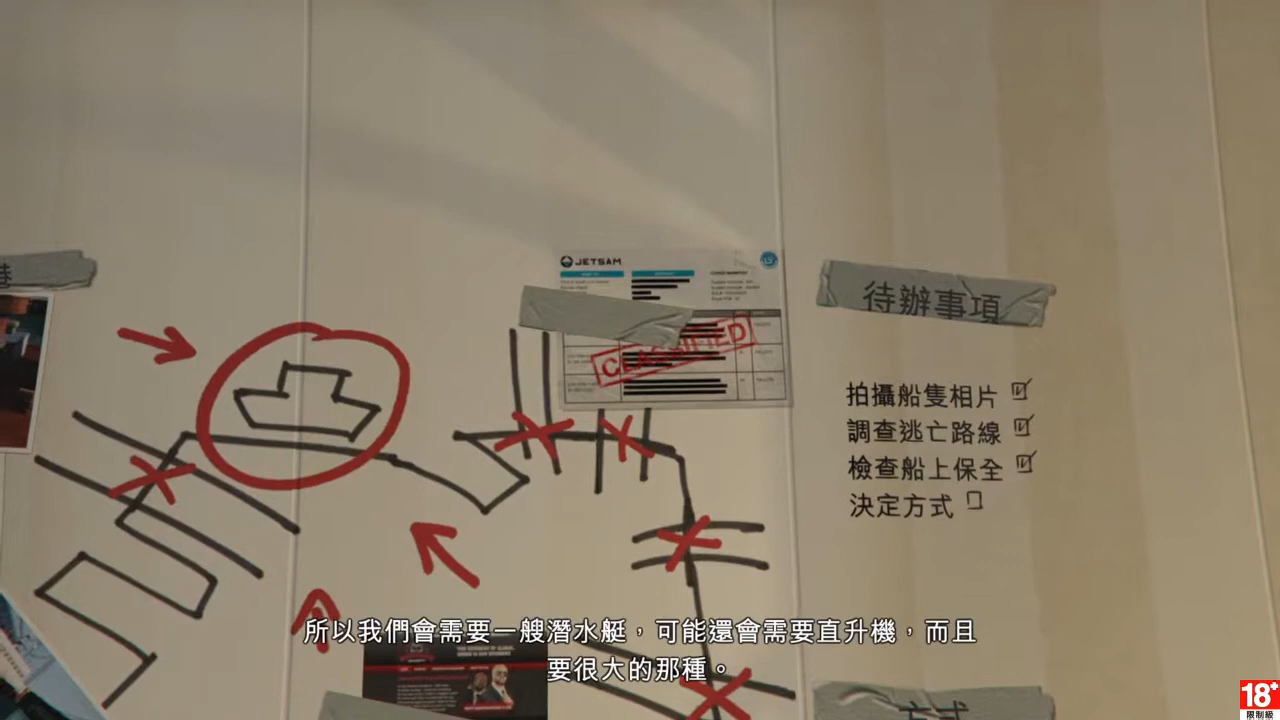 港
JETSAM
CLASSIFIED
待辦事項
拍攝船隻相片
調查逃亡路線
檢查船上保全
決定方式
所以我們會需要一艘潛水艇，可能還會需要直升機，而且
要很大的那種。
方式
18+
限制級